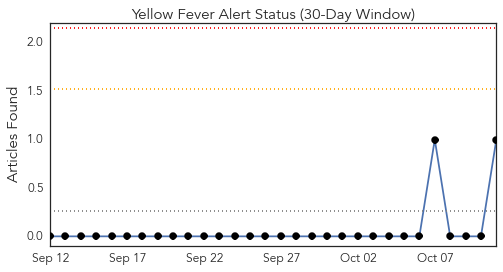 Yellow Fever Alert Status (30-Day Window)
Articles Found
2.0
1.5
1.0
0.5
0.0
Sep 12 Sep 17 Sep 22 Sep 27 Oct 02 Oct 07